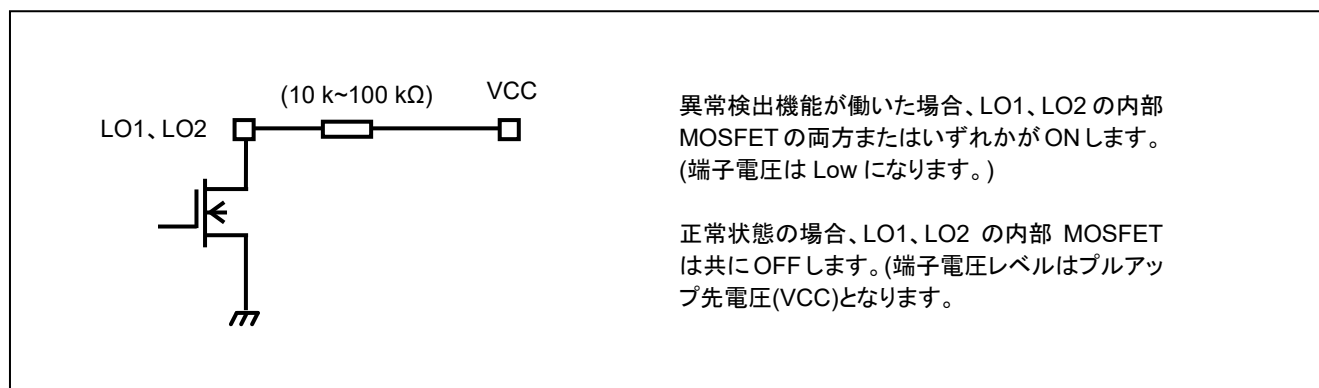 (10 k~100 kΩ)
VCC
LO1、LO2
異常検出機能が働いた場合、LO1、LO2 の内部
MOSFET の両方またはいずれかが ON します。
(端子電圧は Low になります。)
正常状態の場合、LO1、LO2 の内部 MOSFET
は共に OFF します。(端子電圧レベルはプルアッ
プ先電圧(VCC)となります。